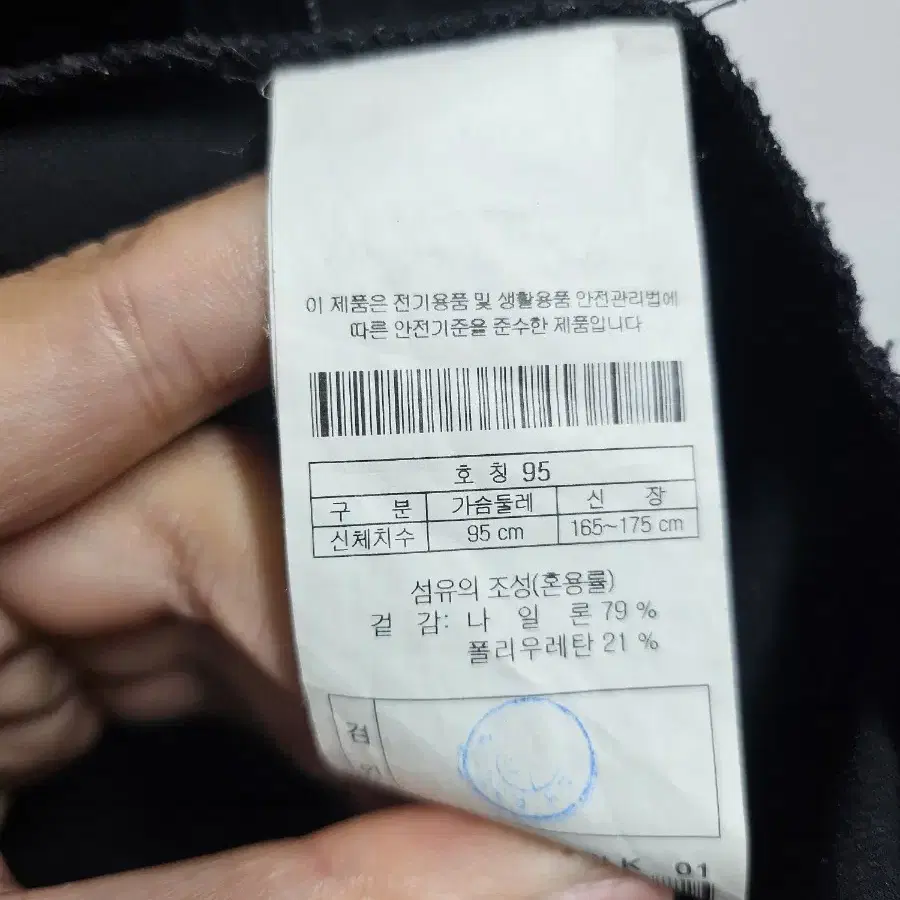 이 제품은 전기용품 및 생활용품 안전관리법에
따른 안전기준을 준수한 제품입니다
호 칭 95
구 분 가슴둘레 신 장
신체치수 95 cm 165~175 cm
섬유의 조성(혼용률)
겉 감: 나 일 론 79 %
폴리우레탄 21 %
검
01